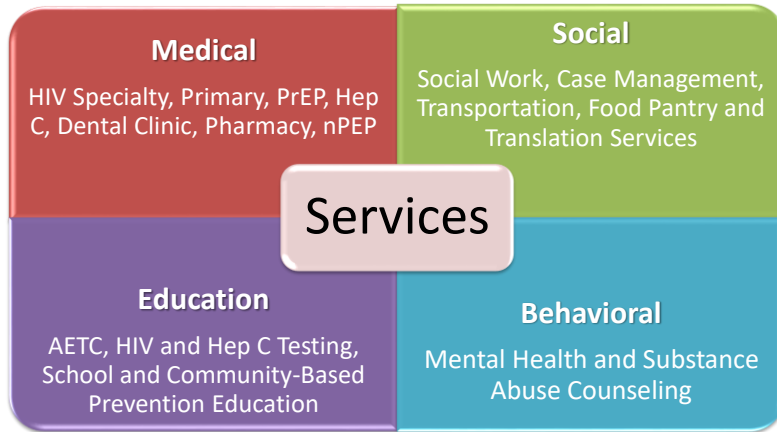 Medical
HIV Specialty, Primary, PrEP, Hep
C, Dental Clinic, Pharmacy, nPEP
Social
Social Work, Case Management,
Transportation, Food Pantry and
Translation Services
Services
Education
AETC, HIV and Hep C Testing,
School and Community-Based
Prevention Education
Behavioral
Mental Health and Substance
Abuse Counseling